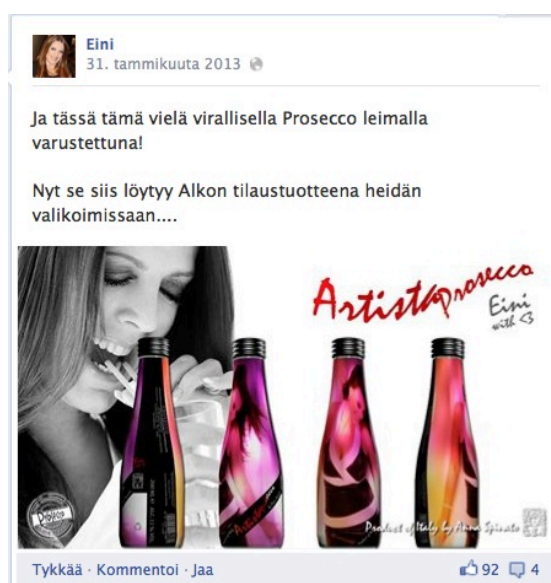 Eini
31. tammikuuta 2013
Ja tässä tämä vielä virallisella Prosecco leimalla
varustettuna!
Nyt se siis löytyy Alkon tilaustuotteena heidän
valikoimissaan....
Artistaprosecco
Eini
with <3
Artista
Product of Italy by Anna Spinato
Tykkää · Kommentoi · Jaa
92 4